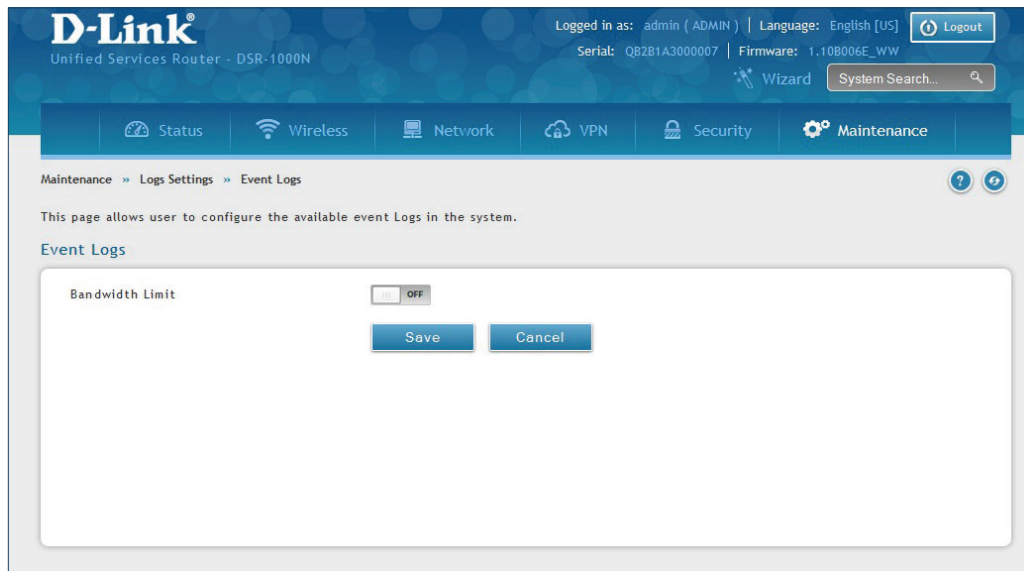 D-Link®
Unified Services Router - DSR-1000N
Logged in as: admin ( ADMIN ) | Language: English [US]
Logout
Serial: QB2B1A3000007 | Firmware: 1.10B006E_WW
Wizard
System Search...
Status
Wireless
Network
VPN
Security
Maintenance
Maintenance » Logs Settings » Event Logs
?
This page allows user to configure the available event Logs in the system.
Event Logs
Bandwidth Limit
OFF
Save
Cancel